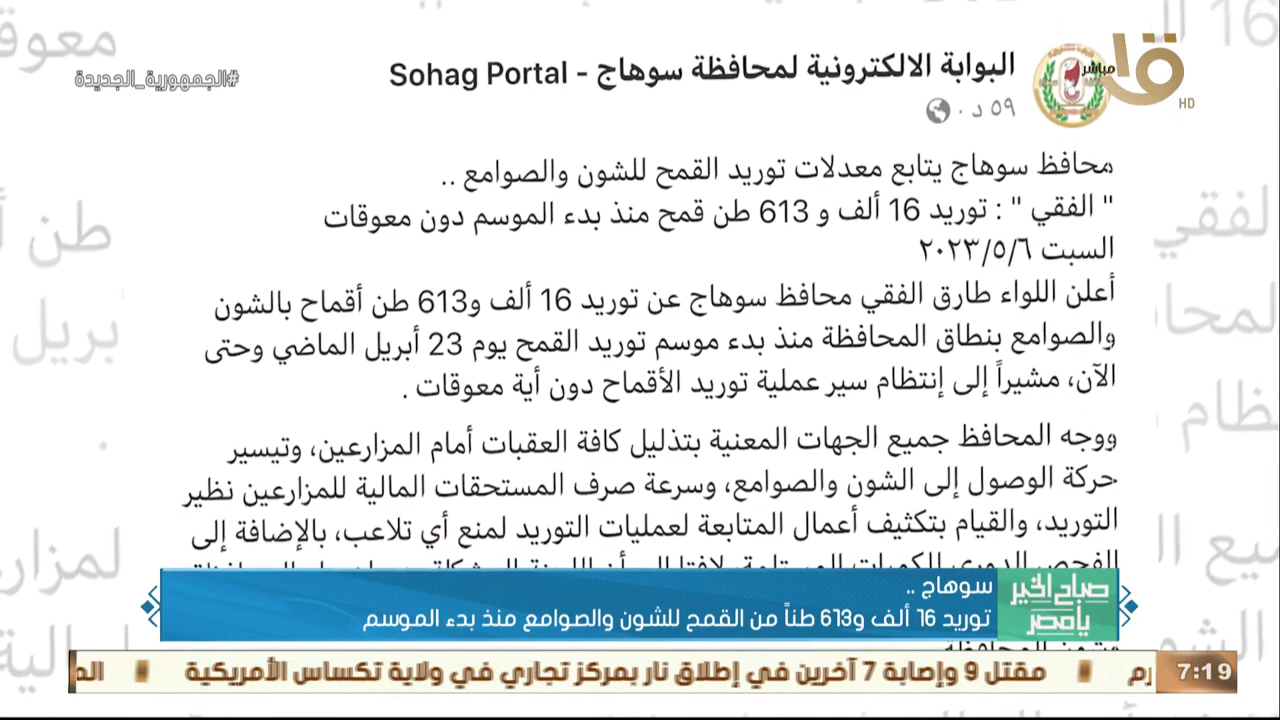 #الجمهورية_الجديدة
البوابة الالكترونية لمحافظة سوهاج - Sohag Portal
٥٩ د ·
مباشر
HD
محافظ سوهاج يتابع معدلات توريد القمح للشون والصوامع ..
" الفقي " : توريد 16 ألف و 613 طن قمح منذ بدء الموسم دون معوقات
السبت ٢٠٢٣/٥/٦
أعلن اللواء طارق الفقي محافظ سوهاج عن توريد 16 ألف و613 طن أقماح بالشون
والصوامع بنطاق المحافظة منذ بدء موسم توريد القمح يوم 23 أبريل الماضي وحتى
الآن، مشيراً إلى إنتظام سير عملية توريد الأقماح دون أية معوقات .
ووجه المحافظ جميع الجهات المعنية بتذليل كافة العقبات أمام المزارعين، وتيسير
حركة الوصول إلى الشون والصوامع، وسرعة صرف المستحقات المالية للمزارعين نظير
التوريد، والقيام بتكثيف أعمال المتابعة لعمليات التوريد لمنع أي تلاعب، بالإضافة إلى
صباح الخير
يا مصر
سوهاج ..
توريد 16 ألف و613 طناً من القمح للشون والصوامع منذ بدء الموسم
7:19
مقتل 9 وإصابة 7 آخرين في إطلاق نار بمركز تجاري في ولاية تكساس الأمريكية